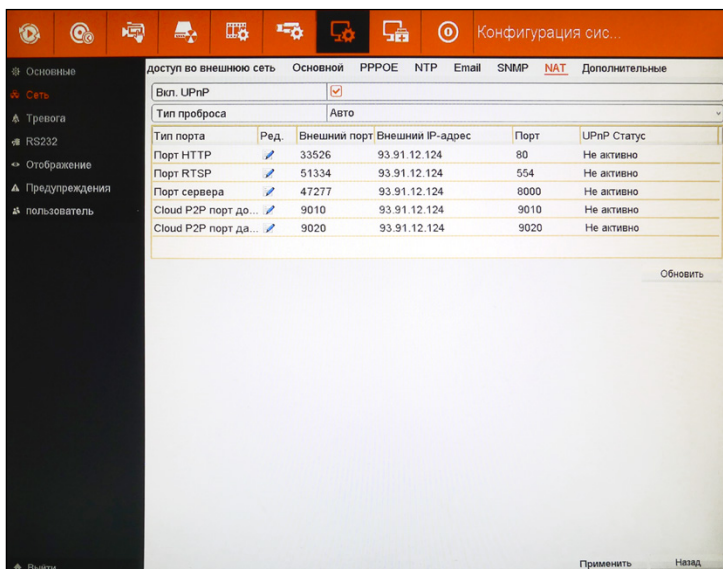 Конфигурация сис...
Основные
Сеть
Тревога
RS232
Отображение
Предупреждения
пользователь
Выйти
доступ во внешнюю сеть Основной PPPOE NTP Email SNMP NAT Дополнительные
Вкл. UPnP
Тип проброса Авто
Тип порта Ред. Внешний порт Внешний IP-адрес Порт UPnP Статус
Порт HTTP 33526 93.91.12.124 80 Не активно
Порт RTSP 51334 93.91.12.124 554 Не активно
Порт сервера 47277 93.91.12.124 8000 Не активно
Cloud P2P порт до... 9010 93.91.12.124 9010 Не активно
Cloud P2P порт да... 9020 93.91.12.124 9020 Не активно
Обновить
Применить Назад